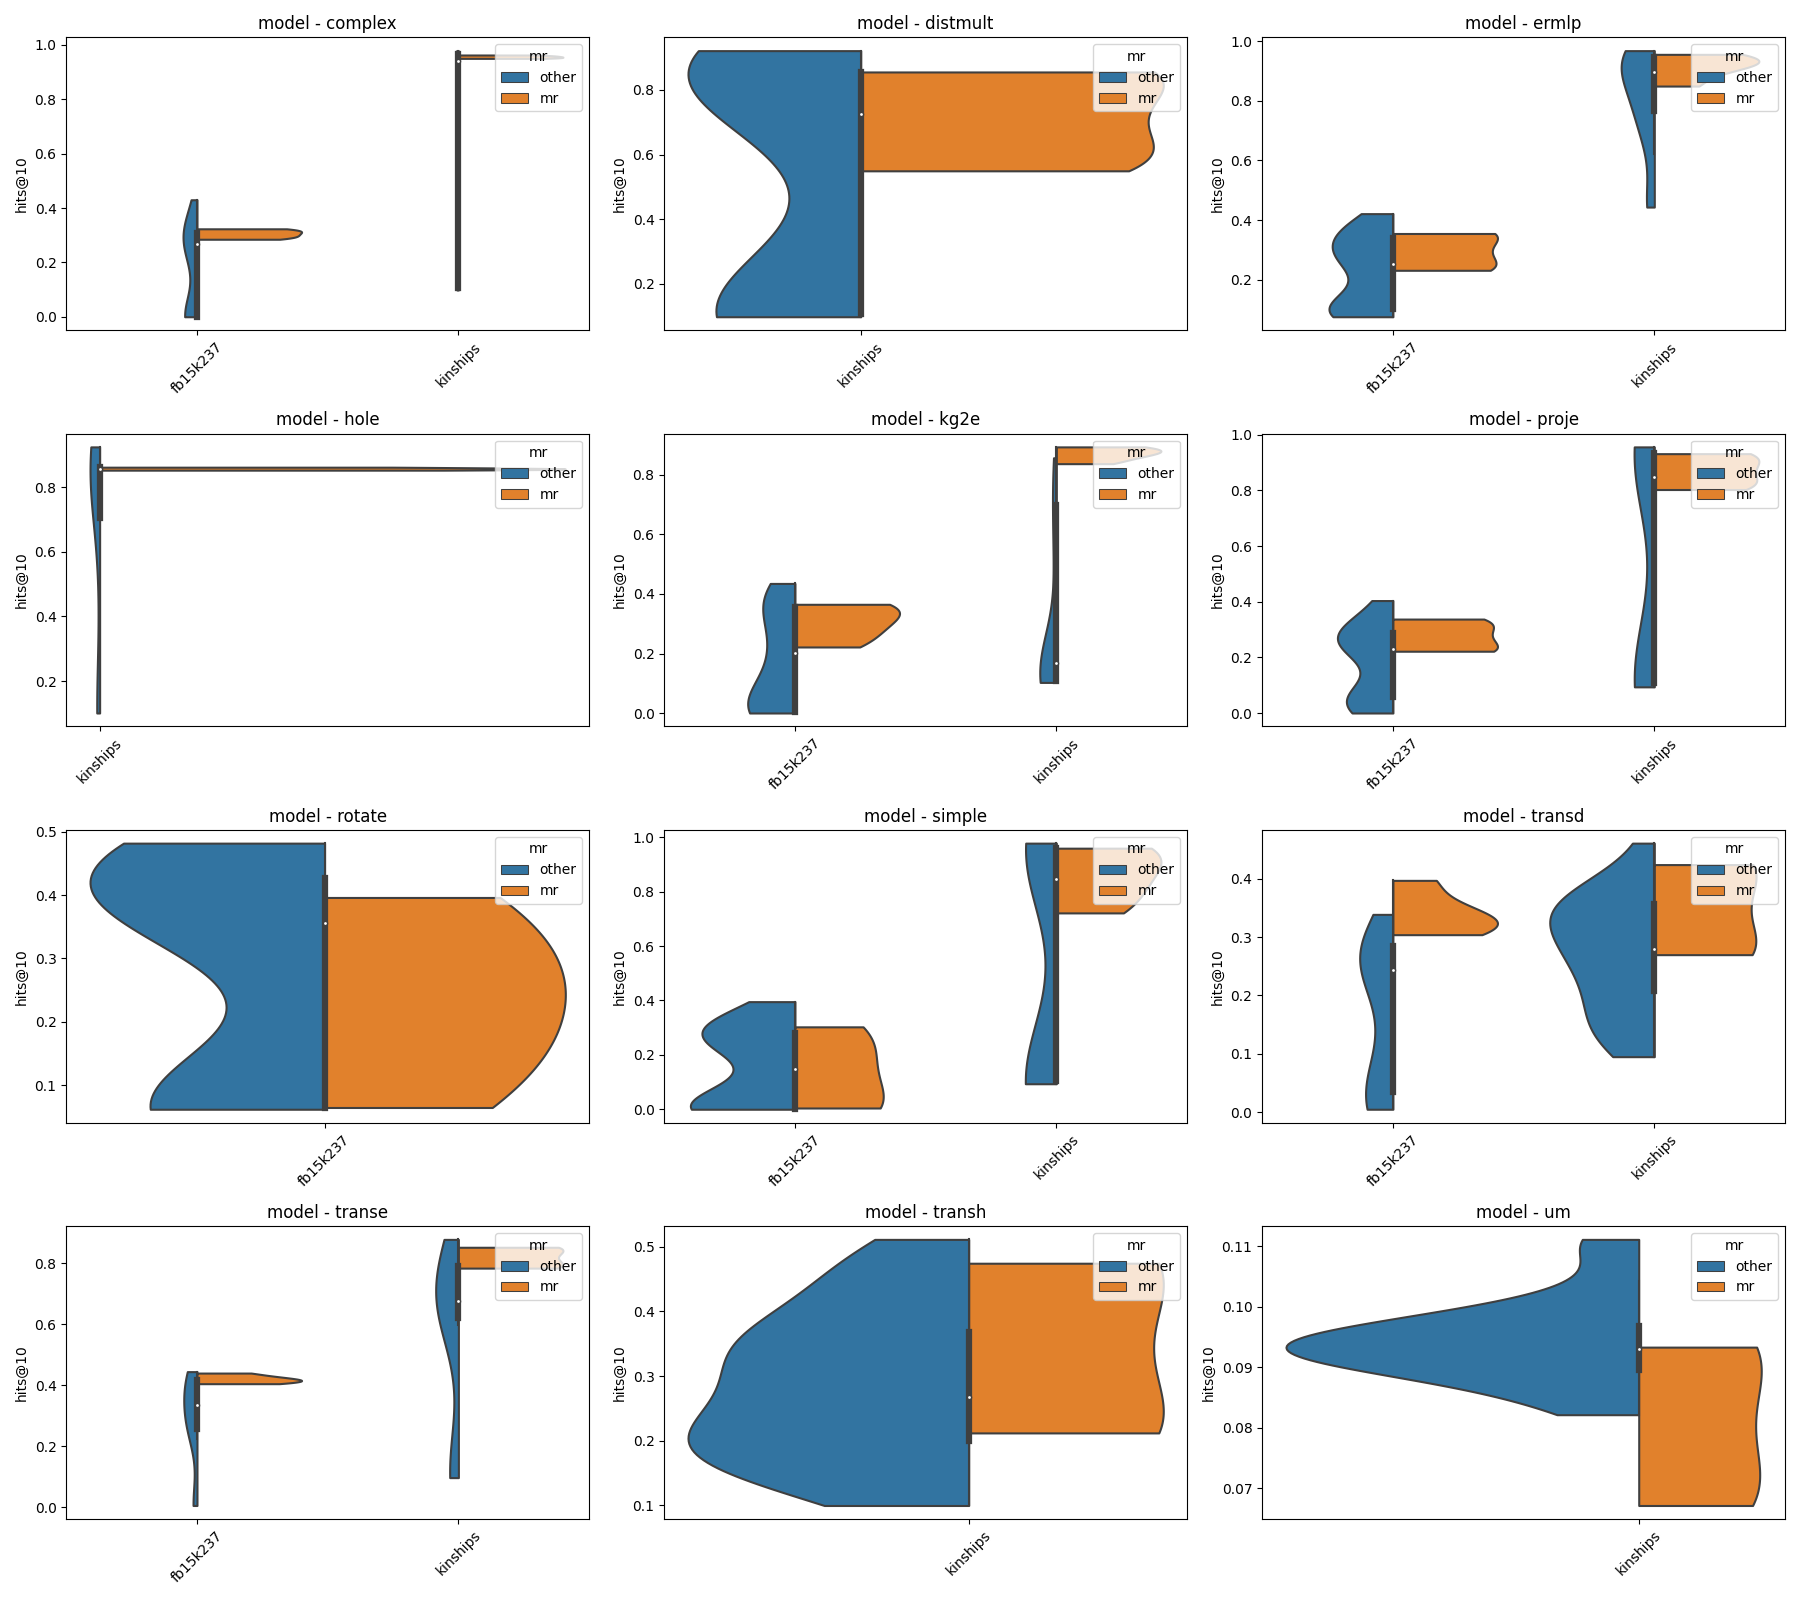 model - complex
hits@10
1.0
0.8
0.6
0.4
0.2
0.0
mr
other
mr
fb15k237
kinships
model - distmult
hits@10
0.8
0.6
0.4
0.2
mr
other
mr
kinships
model - ermlp
hits@10
1.0
0.8
0.6
0.4
0.2
mr
other
mr
fb15k237
kinships
model - hole
hits@10
0.8
0.6
0.4
0.2
mr
other
mr
kinships
model - kg2e
hits@10
0.8
0.6
0.4
0.2
0.0
mr
other
mr
fb15k237
kinships
model - proje
hits@10
1.0
0.8
0.6
0.4
0.2
0.0
mr
other
mr
fb15k237
kinships
model - rotate
hits@10
0.5
0.4
0.3
0.2
0.1
mr
other
mr
fb15k237
model - simple
hits@10
1.0
0.8
0.6
0.4
0.2
0.0
mr
other
mr
fb15k237
kinships
model - transd
hits@10
0.4
0.3
0.2
0.1
0.0
mr
other
mr
fb15k237
kinships
model - transe
hits@10
0.8
0.6
0.4
0.2
0.0
mr
other
mr
fb15k237
kinships
model - transh
hits@10
0.5
0.4
0.3
0.2
0.1
mr
other
mr
kinships
model - um
hits@10
0.11
0.10
0.09
0.08
0.07
mr
other
mr
kinships